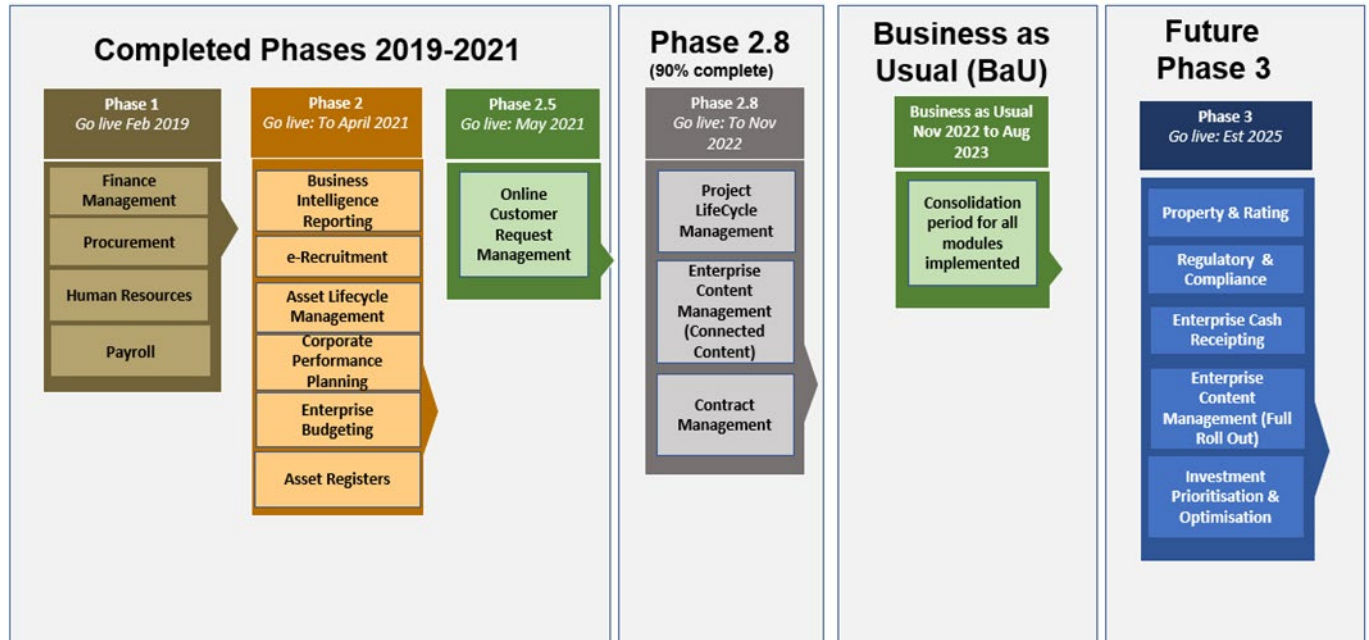 Completed Phases 2019-2021
Phase 1
Go live Feb 2019
Finance
Management
Procurement
Human Resources
Payroll
Phase 2
Go live: To April 2021
Business
Intelligence
Reporting
e-Recruitment
Asset Lifecycle
Management
Corporate
Performance
Planning
Enterprise
Budgeting
Asset Registers
Phase 2.5
Go live: May 2021
Online
Customer
Request
Management
Phase 2.8
(90% complete)
Phase 2.8
Go live: To Nov
2022
Project
LifeCycle
Management
Enterprise
Content
Management
(Connected
Content)
Contract
Management
Business as
Usual (BaU)
Business as Usual
Nov 2022 to Aug
2023
Consolidation
period for all
modules
implemented
Future
Phase 3
Phase 3
Go live: Est 2025
Property & Rating
Regulatory &
Compliance
Enterprise Cash
Receipting
Enterprise
Content
Management (Full
Roll Out)
Investment
Prioritisation &
Optimisation